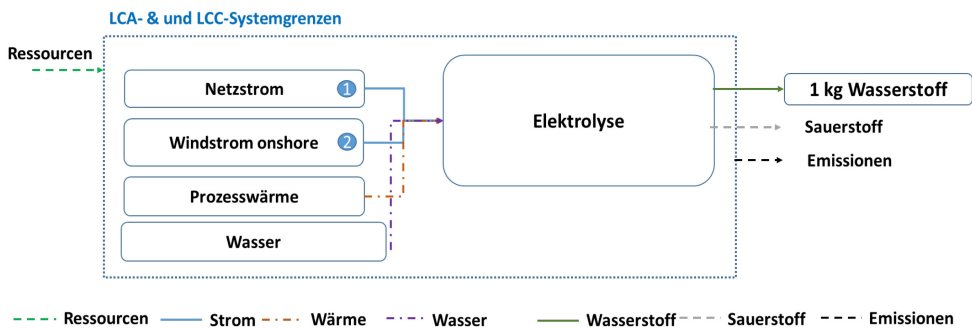 LCA- & und LCC-Systemgrenzen
Ressourcen
Netzstrom 1
Windstrom onshore 2
Prozesswärme
Wasser
Elektrolyse
1 kg Wasserstoff
Sauerstoff
Emissionen
Ressourcen Strom Wärme Wasser Wasserstoff Sauerstoff Emissionen